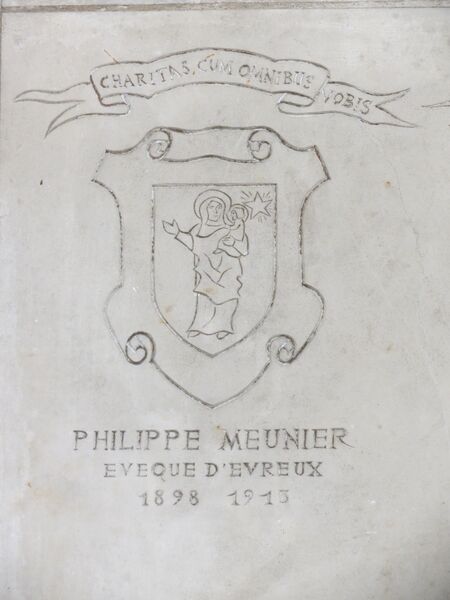 CHARITAS CUM OMNIBUS VOBIS
PHILIPPE MEUNIER
EVEQUE D'EVREUX
1898 1913